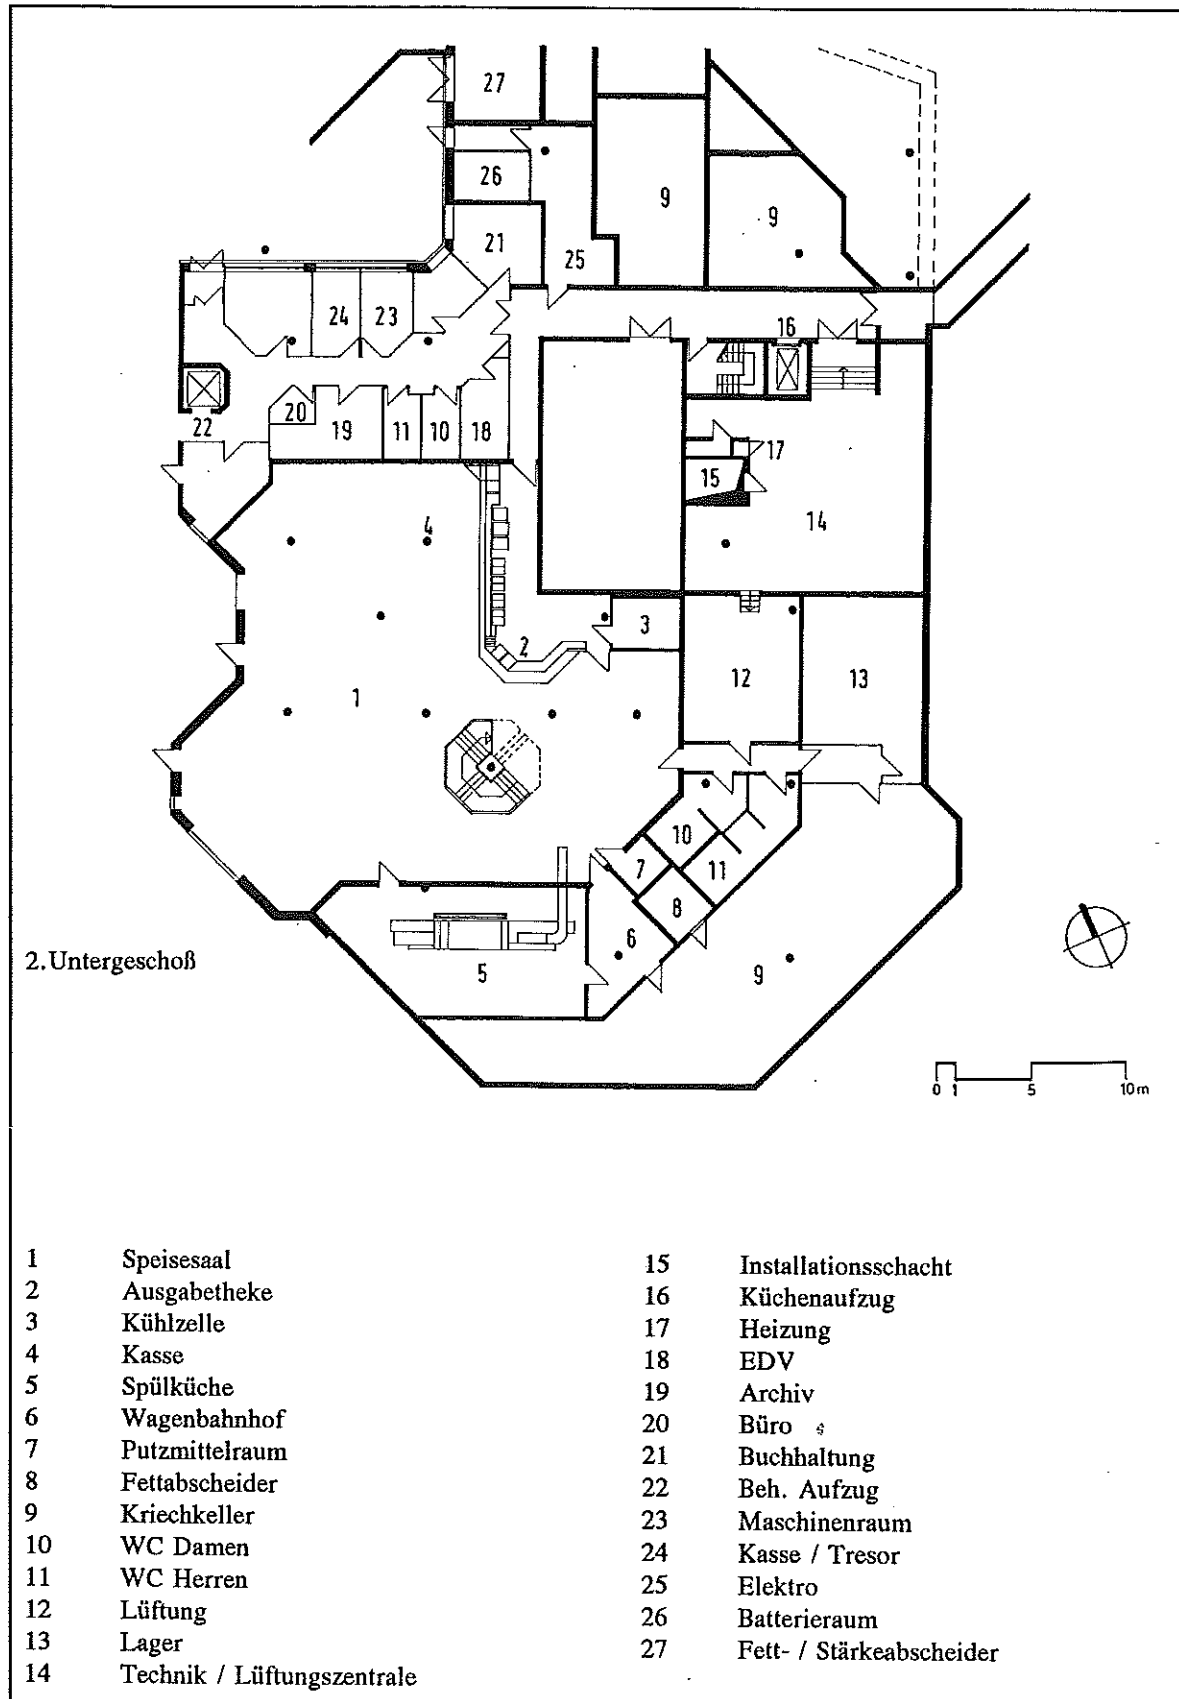 27
26
9
9
21
25
24
23
16
20
22
19
11
10
18
17
15
4
14
3
2
1
12
13
10
7
11
8
6
5
9
2.Untergeschoß
0 1 5 10m
1 Speisesaal
2 Ausgabetheke
3 Kühlzelle
4 Kasse
5 Spülküche
6 Wagenbahnhof
7 Putzmittelraum
8 Fettabscheider
9 Kriechkeller
10 WC Damen
11 WC Herren
12 Lüftung
13 Lager
14 Technik / Lüftungszentrale
15 Installationsschacht
16 Küchenaufzug
17 Heizung
18 EDV
19 Archiv
20 Büro
21 Buchhaltung
22 Beh. Aufzug
23 Maschinenraum
24 Kasse / Tresor
25 Elektro
26 Batterieraum
27 Fett- / Stärkeabscheider